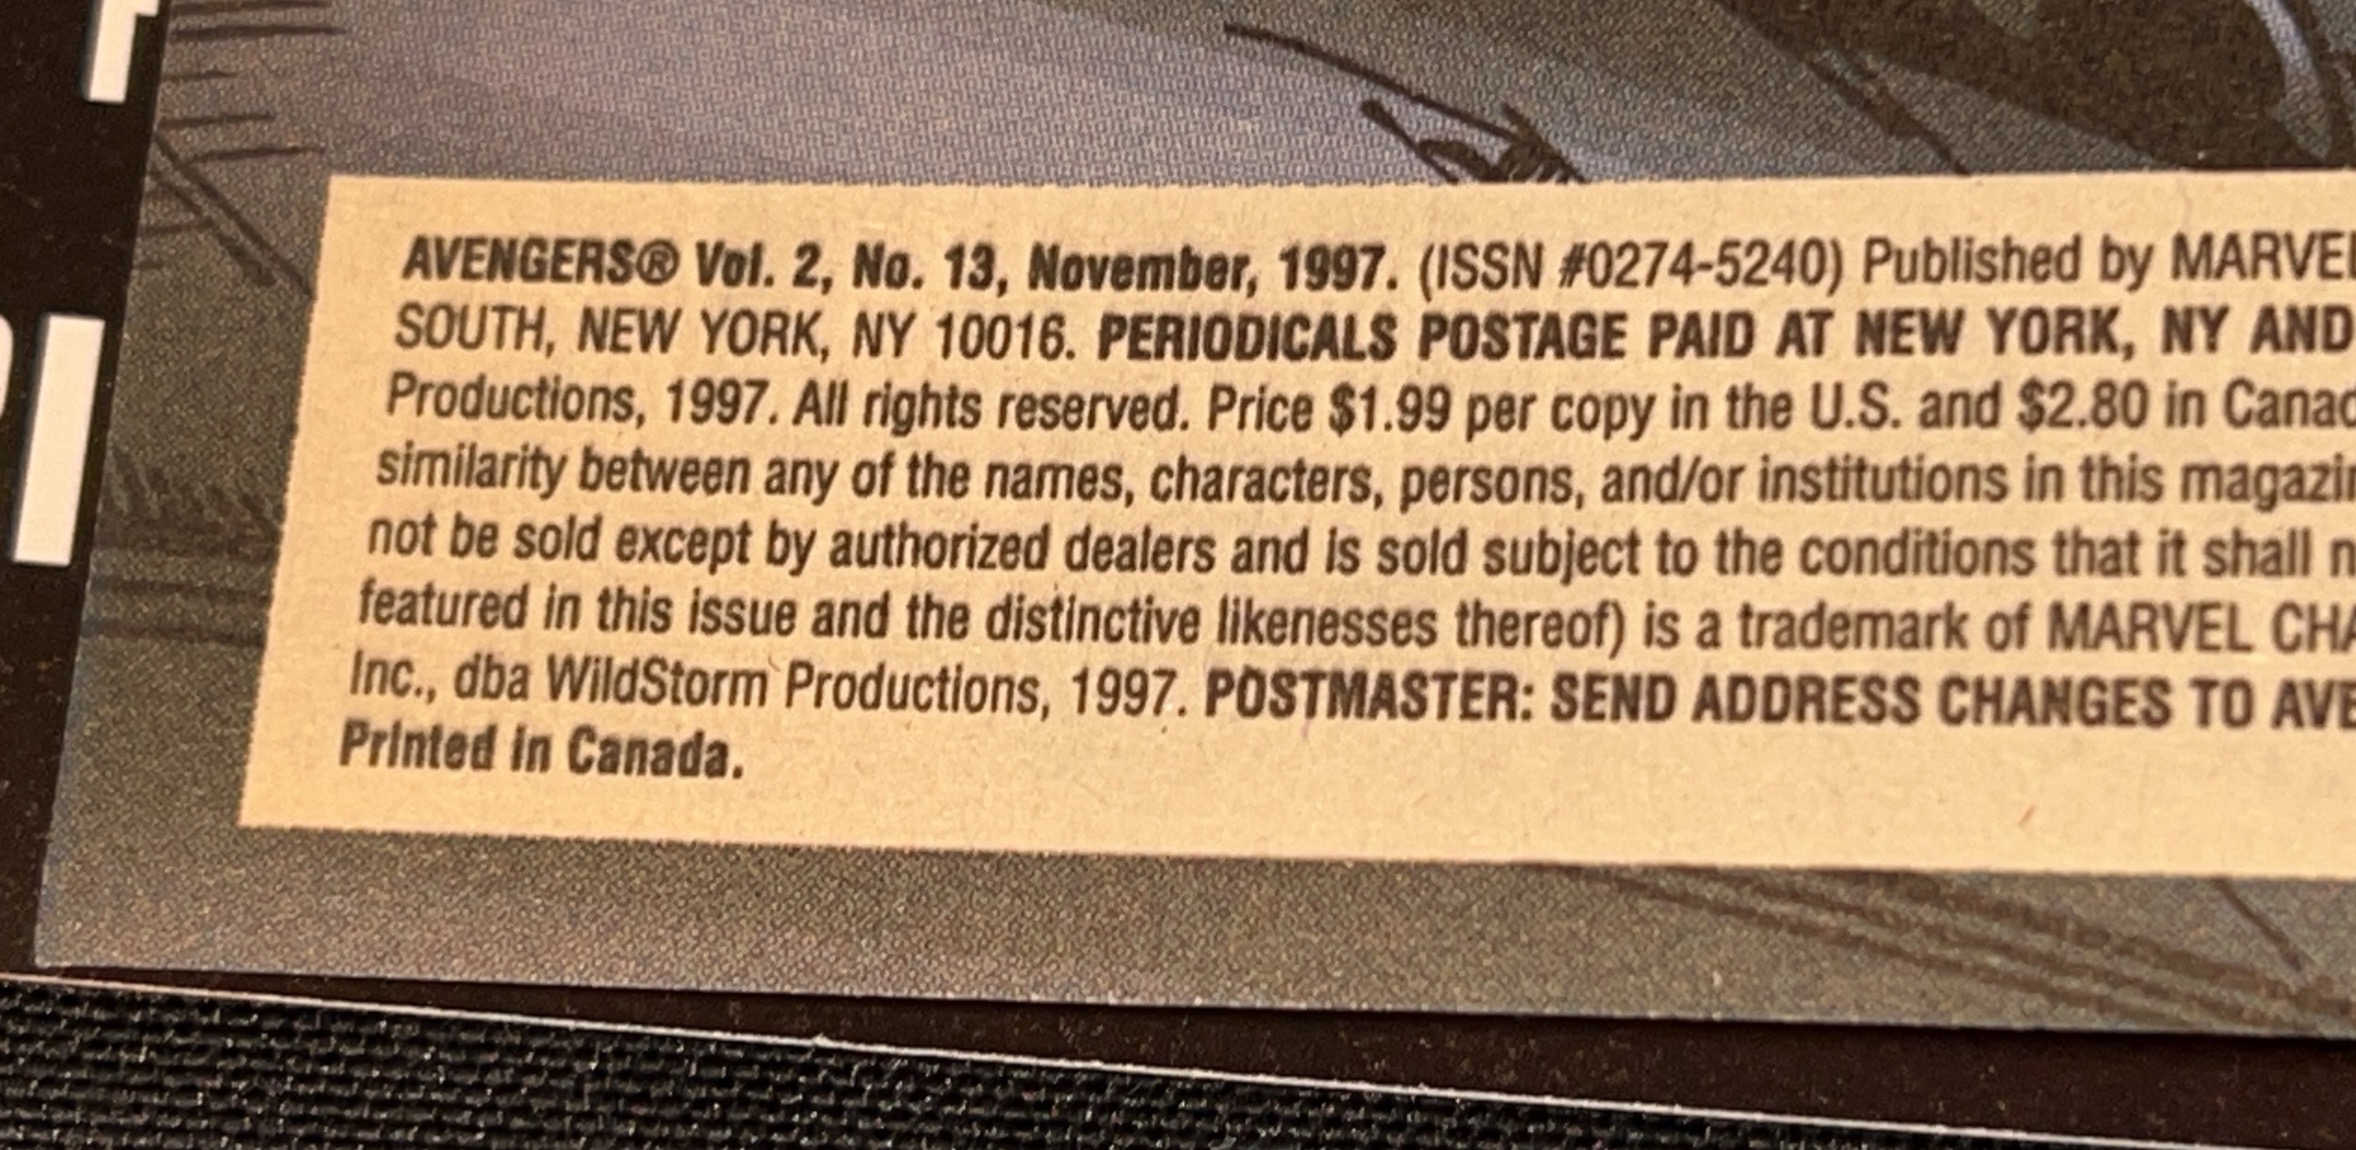 AVENGERS® Vol. 2, No. 13, November, 1997. (ISSN #0274-5240) Published by MARVEL
SOUTH, NEW YORK, NY 10016. PERIODICALS POSTAGE PAID AT NEW YORK, NY AND
Productions, 1997. All rights reserved. Price $1.99 per copy in the U.S. and $2.80 in Canad
similarity between any of the names, characters, persons, and/or institutions in this magazin
not be sold except by authorized dealers and is sold subject to the conditions that it shall n
featured in this issue and the distinctive likenesses thereof) is a trademark of MARVEL CHA
Inc., dba WildStorm Productions, 1997. POSTMASTER: SEND ADDRESS CHANGES TO AVE
Printed in Canada.